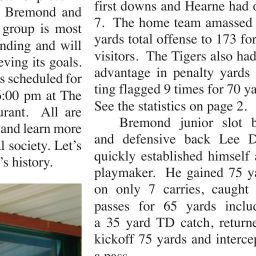 Bremond and
group is most
nding and will
eving its goals.
s scheduled for
:00 pm at The
urant. All are
and learn more
l society. Let's
's history.
first downs and Hearne had o
7. The home team amassed
yards total offense to 173 for
visitors. The Tigers also had
advantage in penalty yards
ting flagged 9 times for 70 ya
See the statistics on page 2.
Bremond junior slot b
and defensive back Lee D
quickly established himself a
playmaker. He gained 75 ya
on only 7 carries, caught
passes for 65 yards includ
a 35 yard TD catch, returne
kickoff 75 yards and intercep
a pass